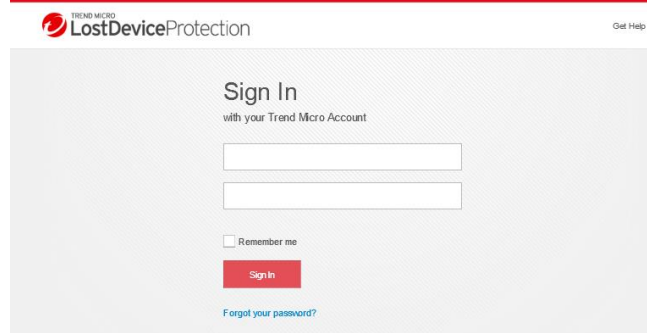 TREND MICRO
LostDeviceProtection
Get Help
Sign In
with your Trend Micro Account
Remember me
Sign In
Forgot your password?